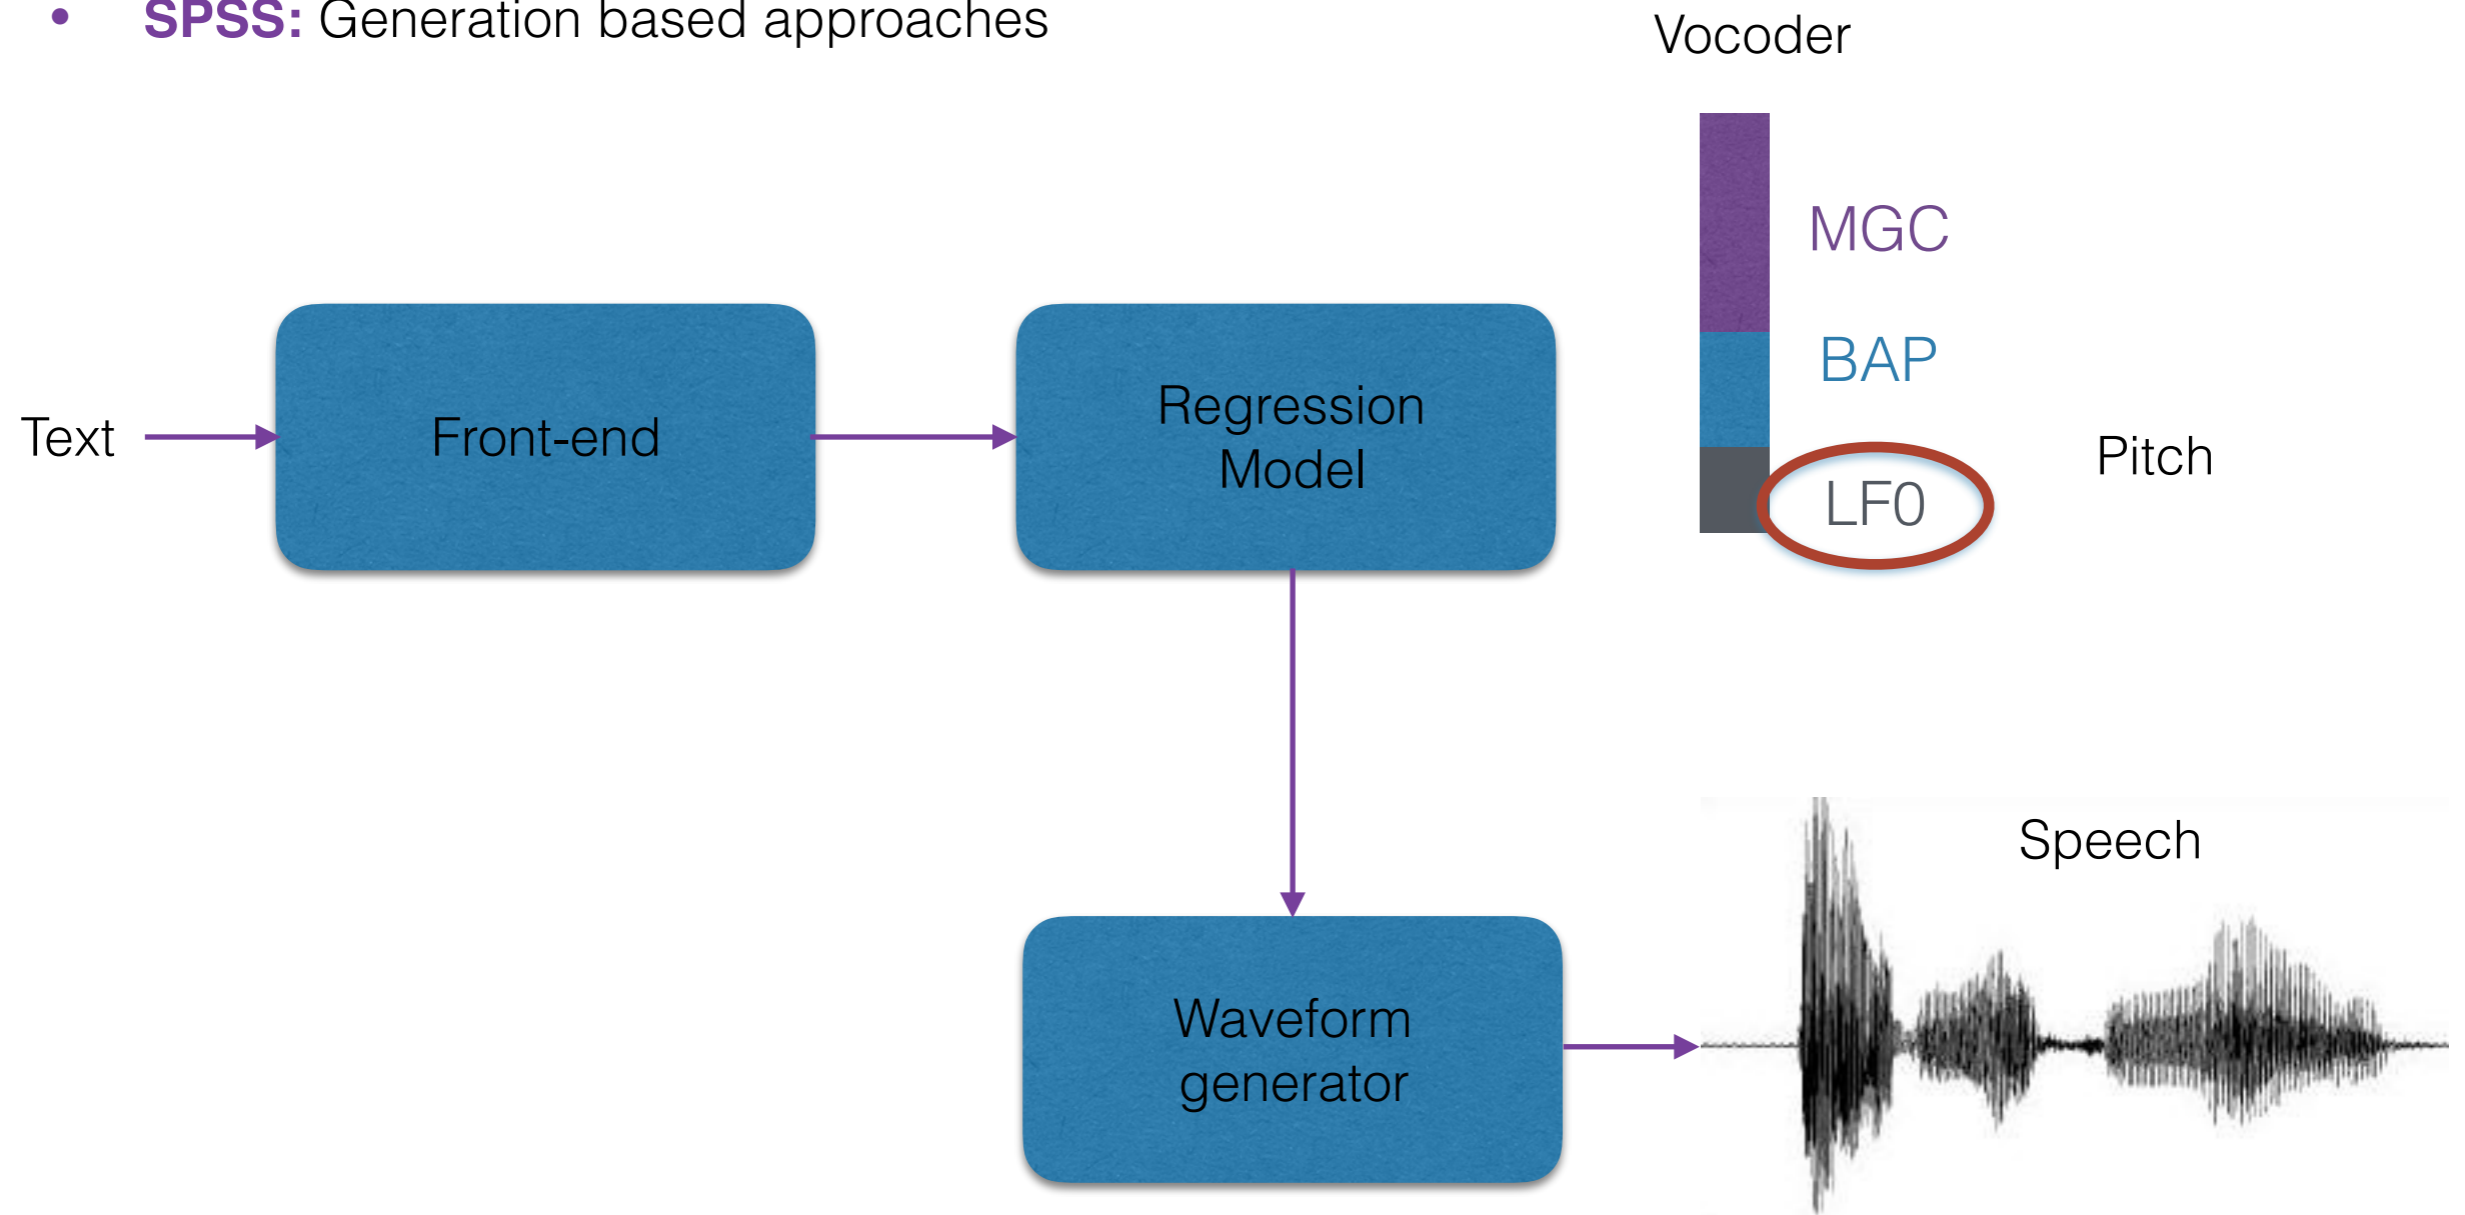 • SPSS: Generation based approaches
Vocoder
MGC
BAP
LF0
Pitch
Text
Front-end
Regression
Model
Waveform
generator
Speech